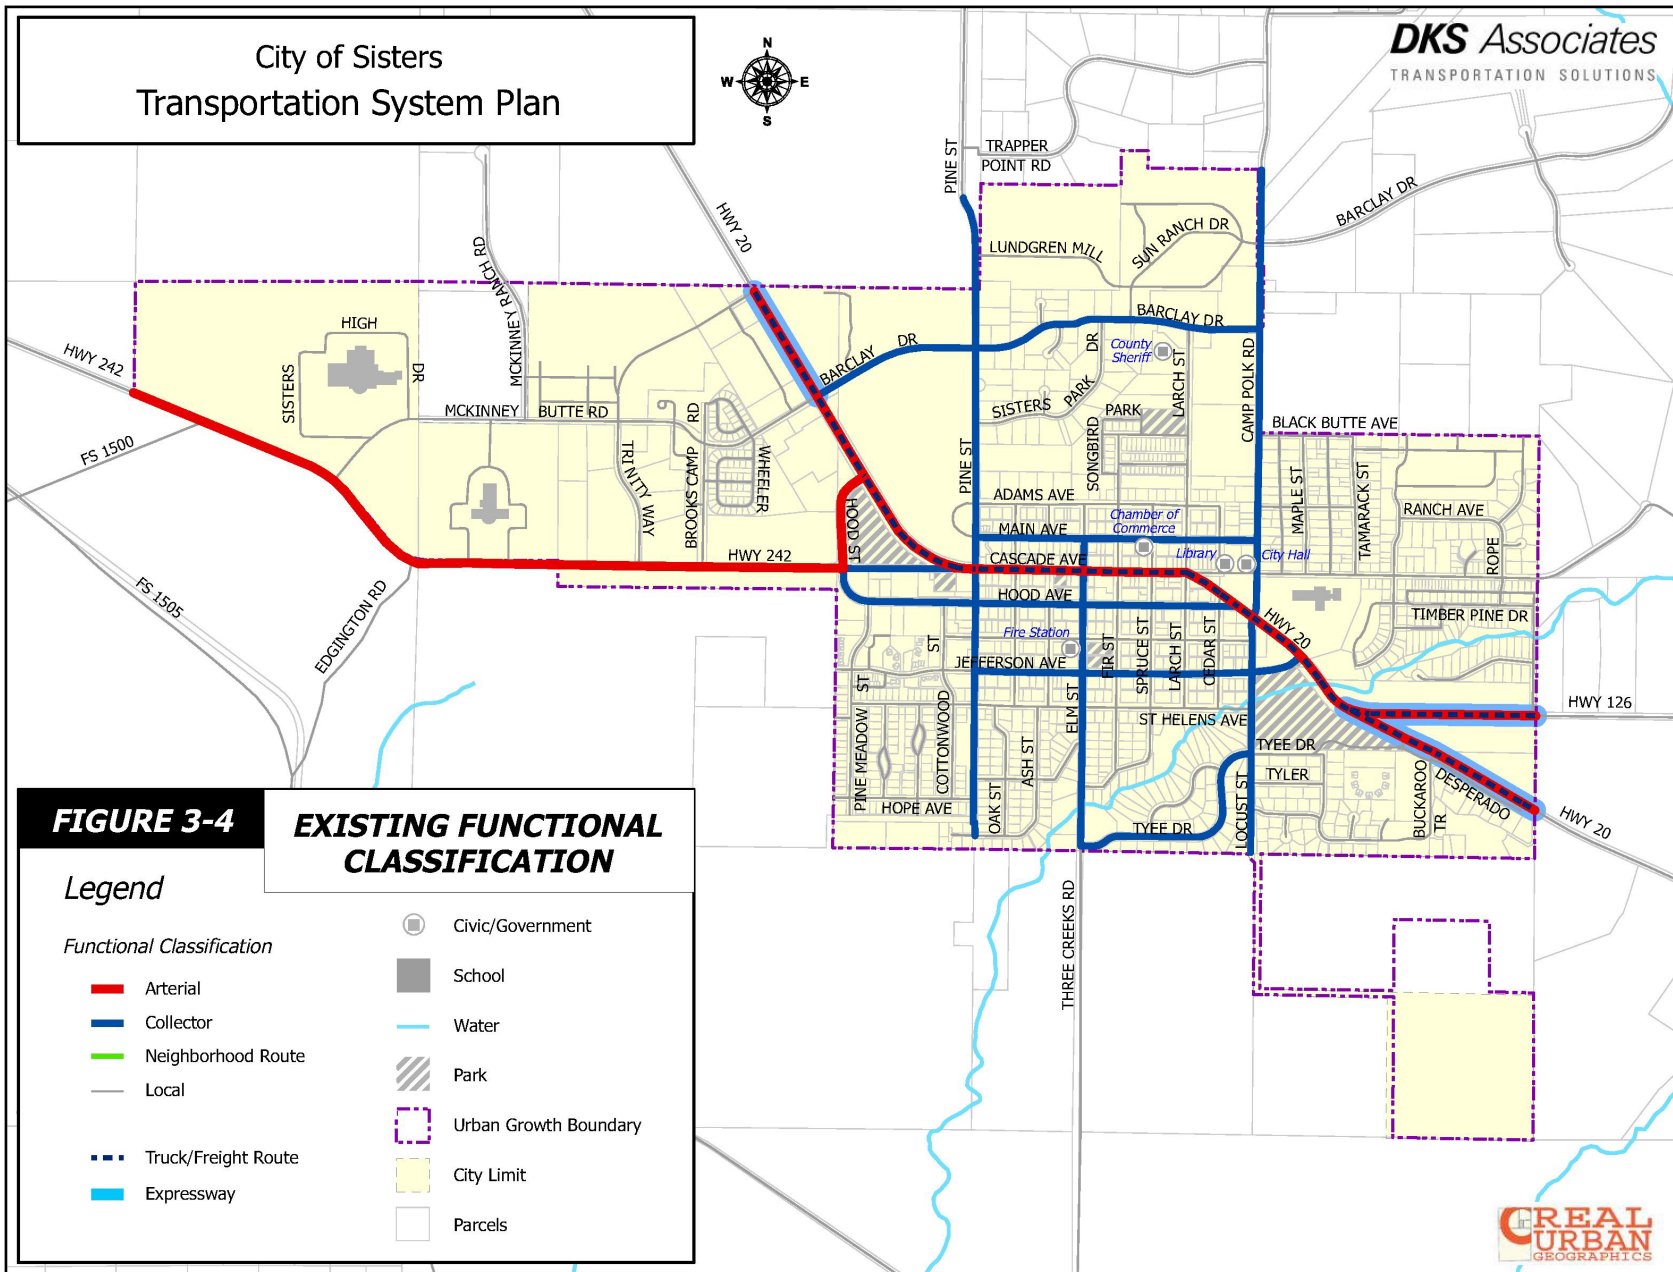 City of Sisters
Transportation System Plan
N
W
E
S
DKS Associates
TRANSPORTATION SOLUTIONS
PINE ST
TRAPPER
POINT RD
HWY 20
BARCLAY DR
LUNDGREN MILL
SUN RANCH DR
MCKINNEY RANCH RD
HIGH
SISTERS
DR
HWY 242
FS 1500
MCKINNEY
BUTTE RD
BARCLAY
DR
BARCLAY DR
County
Sheriff
DR
PARK
SISTERS
PARK
LARCH ST
CAMP POLK RD
BLACK BUTTE AVE
TRINITY WAY
BROOKS CAMP
RD
WHEELER
PINE ST
SONGBIRD
MAPLE ST
TAMARACK ST
RANCH AVE
ROPE
ADAMS AVE
MAIN AVE
Chamber of
Commerce
CASCADE AVE
Library
City Hall
HOOD ST
HWY 242
HOOD AVE
TIMBER PINE DR
HWY 20
FS 1505
EDGINGTON RD
Fire Station
JEFFERSON AVE
ST
ST
FIR ST
SPRUCE ST
LARCH ST
CEDAR ST
ELM ST
ST HELENS AVE
HWY 126
PINE MEADOW
COTTONWOOD
ASH ST
OAK ST
TYEE DR
TYLER
HOPE AVE
TYEE DR
LOCUST ST
BUCKAROO
TR
DESPERADO
HWY 20
THREE CREEKS RD
FIGURE 3-4
EXISTING FUNCTIONAL
CLASSIFICATION
Legend
Functional Classification
Arterial
Collector
Neighborhood Route
Local
Truck/Freight Route
Expressway
Civic/Government
School
Water
Park
Urban Growth Boundary
City Limit
Parcels
REAL
URBAN
GEOGRAPHICS